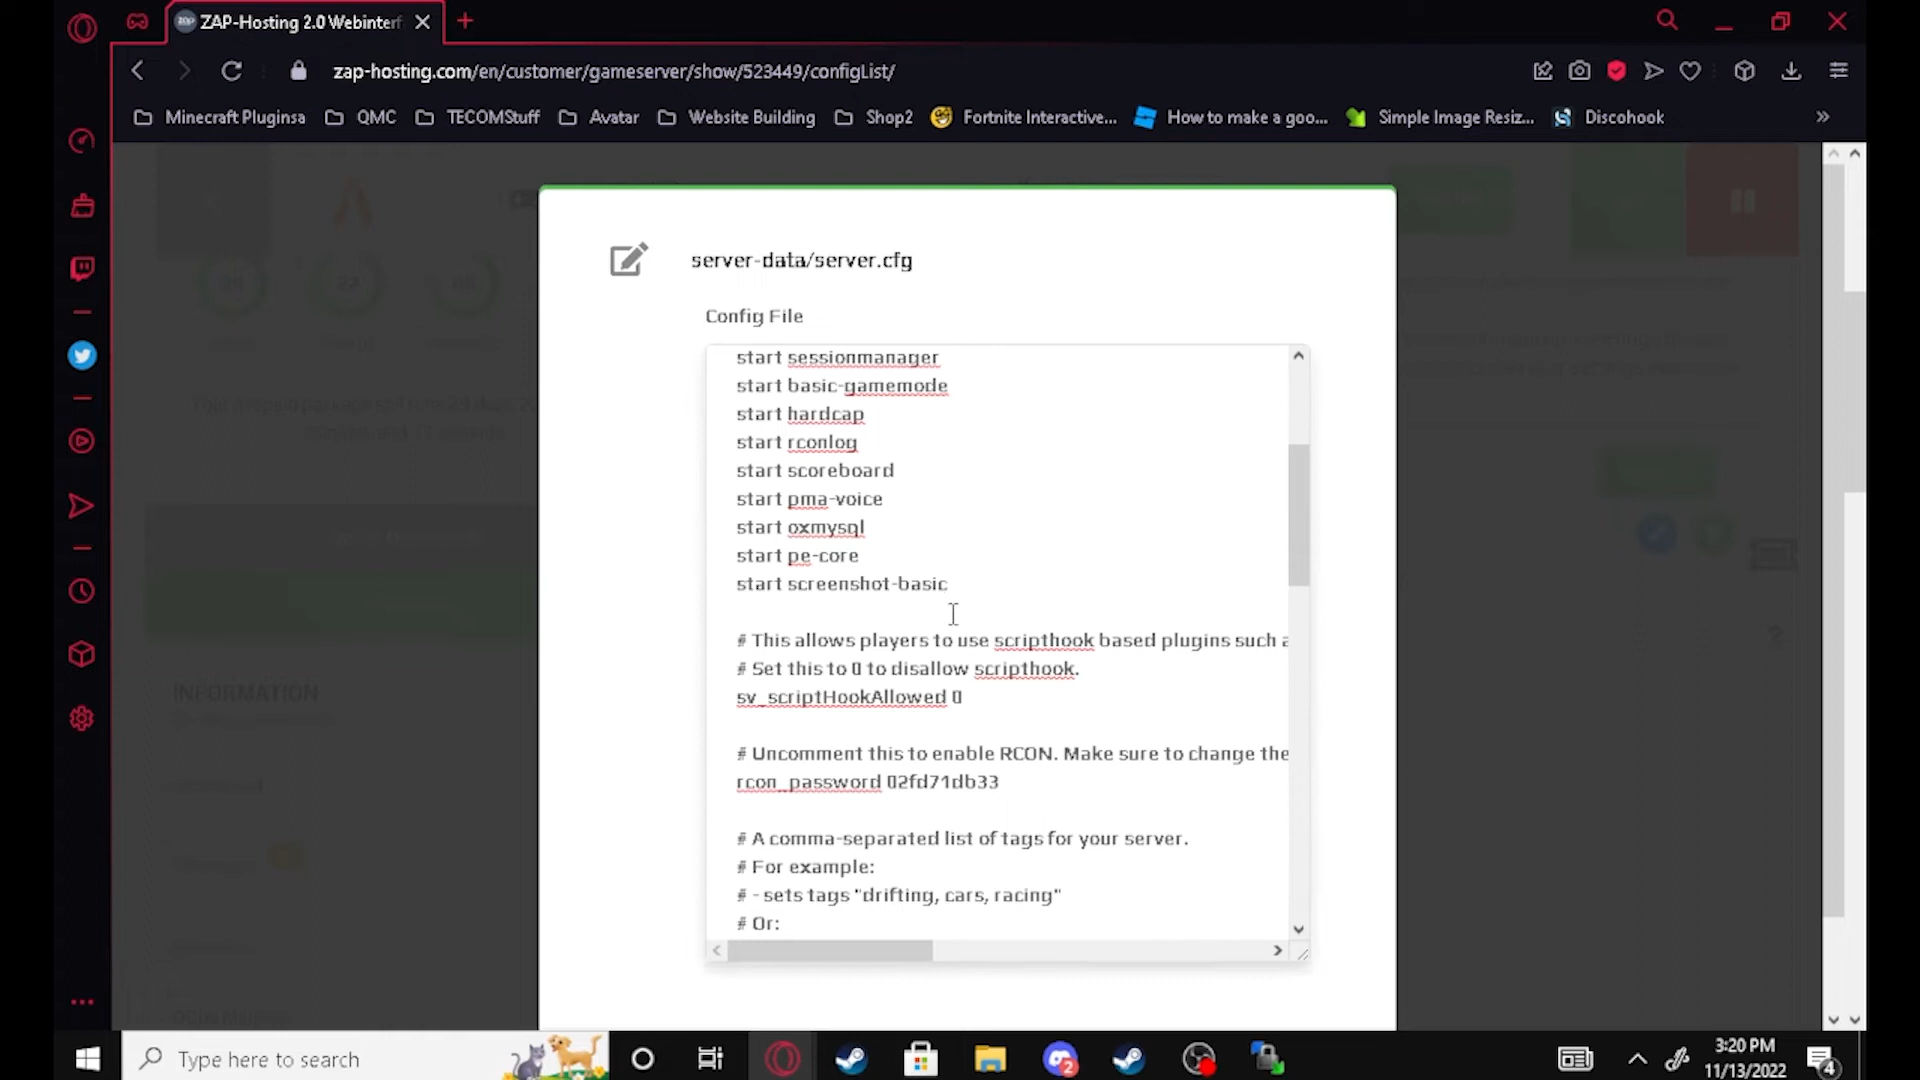 ZAP-Hosting 2.0 Webinterf
zap-hosting.com/en/customer/gameserver/show/523449/configList/
Minecraft Pluginsa
QMC
TECOMStuff
Avatar
Website Building
Shop2
Fortnite Interactive...
How to make a goo...
Simple Image Resiz...
Discohook
server-data/server.cfg
Config File
start sessionmanager
start basic-gamemode
start hardcap
start rconlog
start scoreboard
start pma-voice
start oxmysql
start pe-core
start screenshot-basic
# This allows players to use scripthook based plugins such a
# Set this to 0 to disallow scripthook.
sv_scriptHookAllowed 0
# Uncomment this to enable RCON. Make sure to change the
rcon_password 02fd71db33
# A comma-separated list of tags for your server.
# For example:
# - sets tags "drifting, cars, racing"
# Or:
INFORMATION
Type here to search
2
3:20 PM
11/13/2022
4